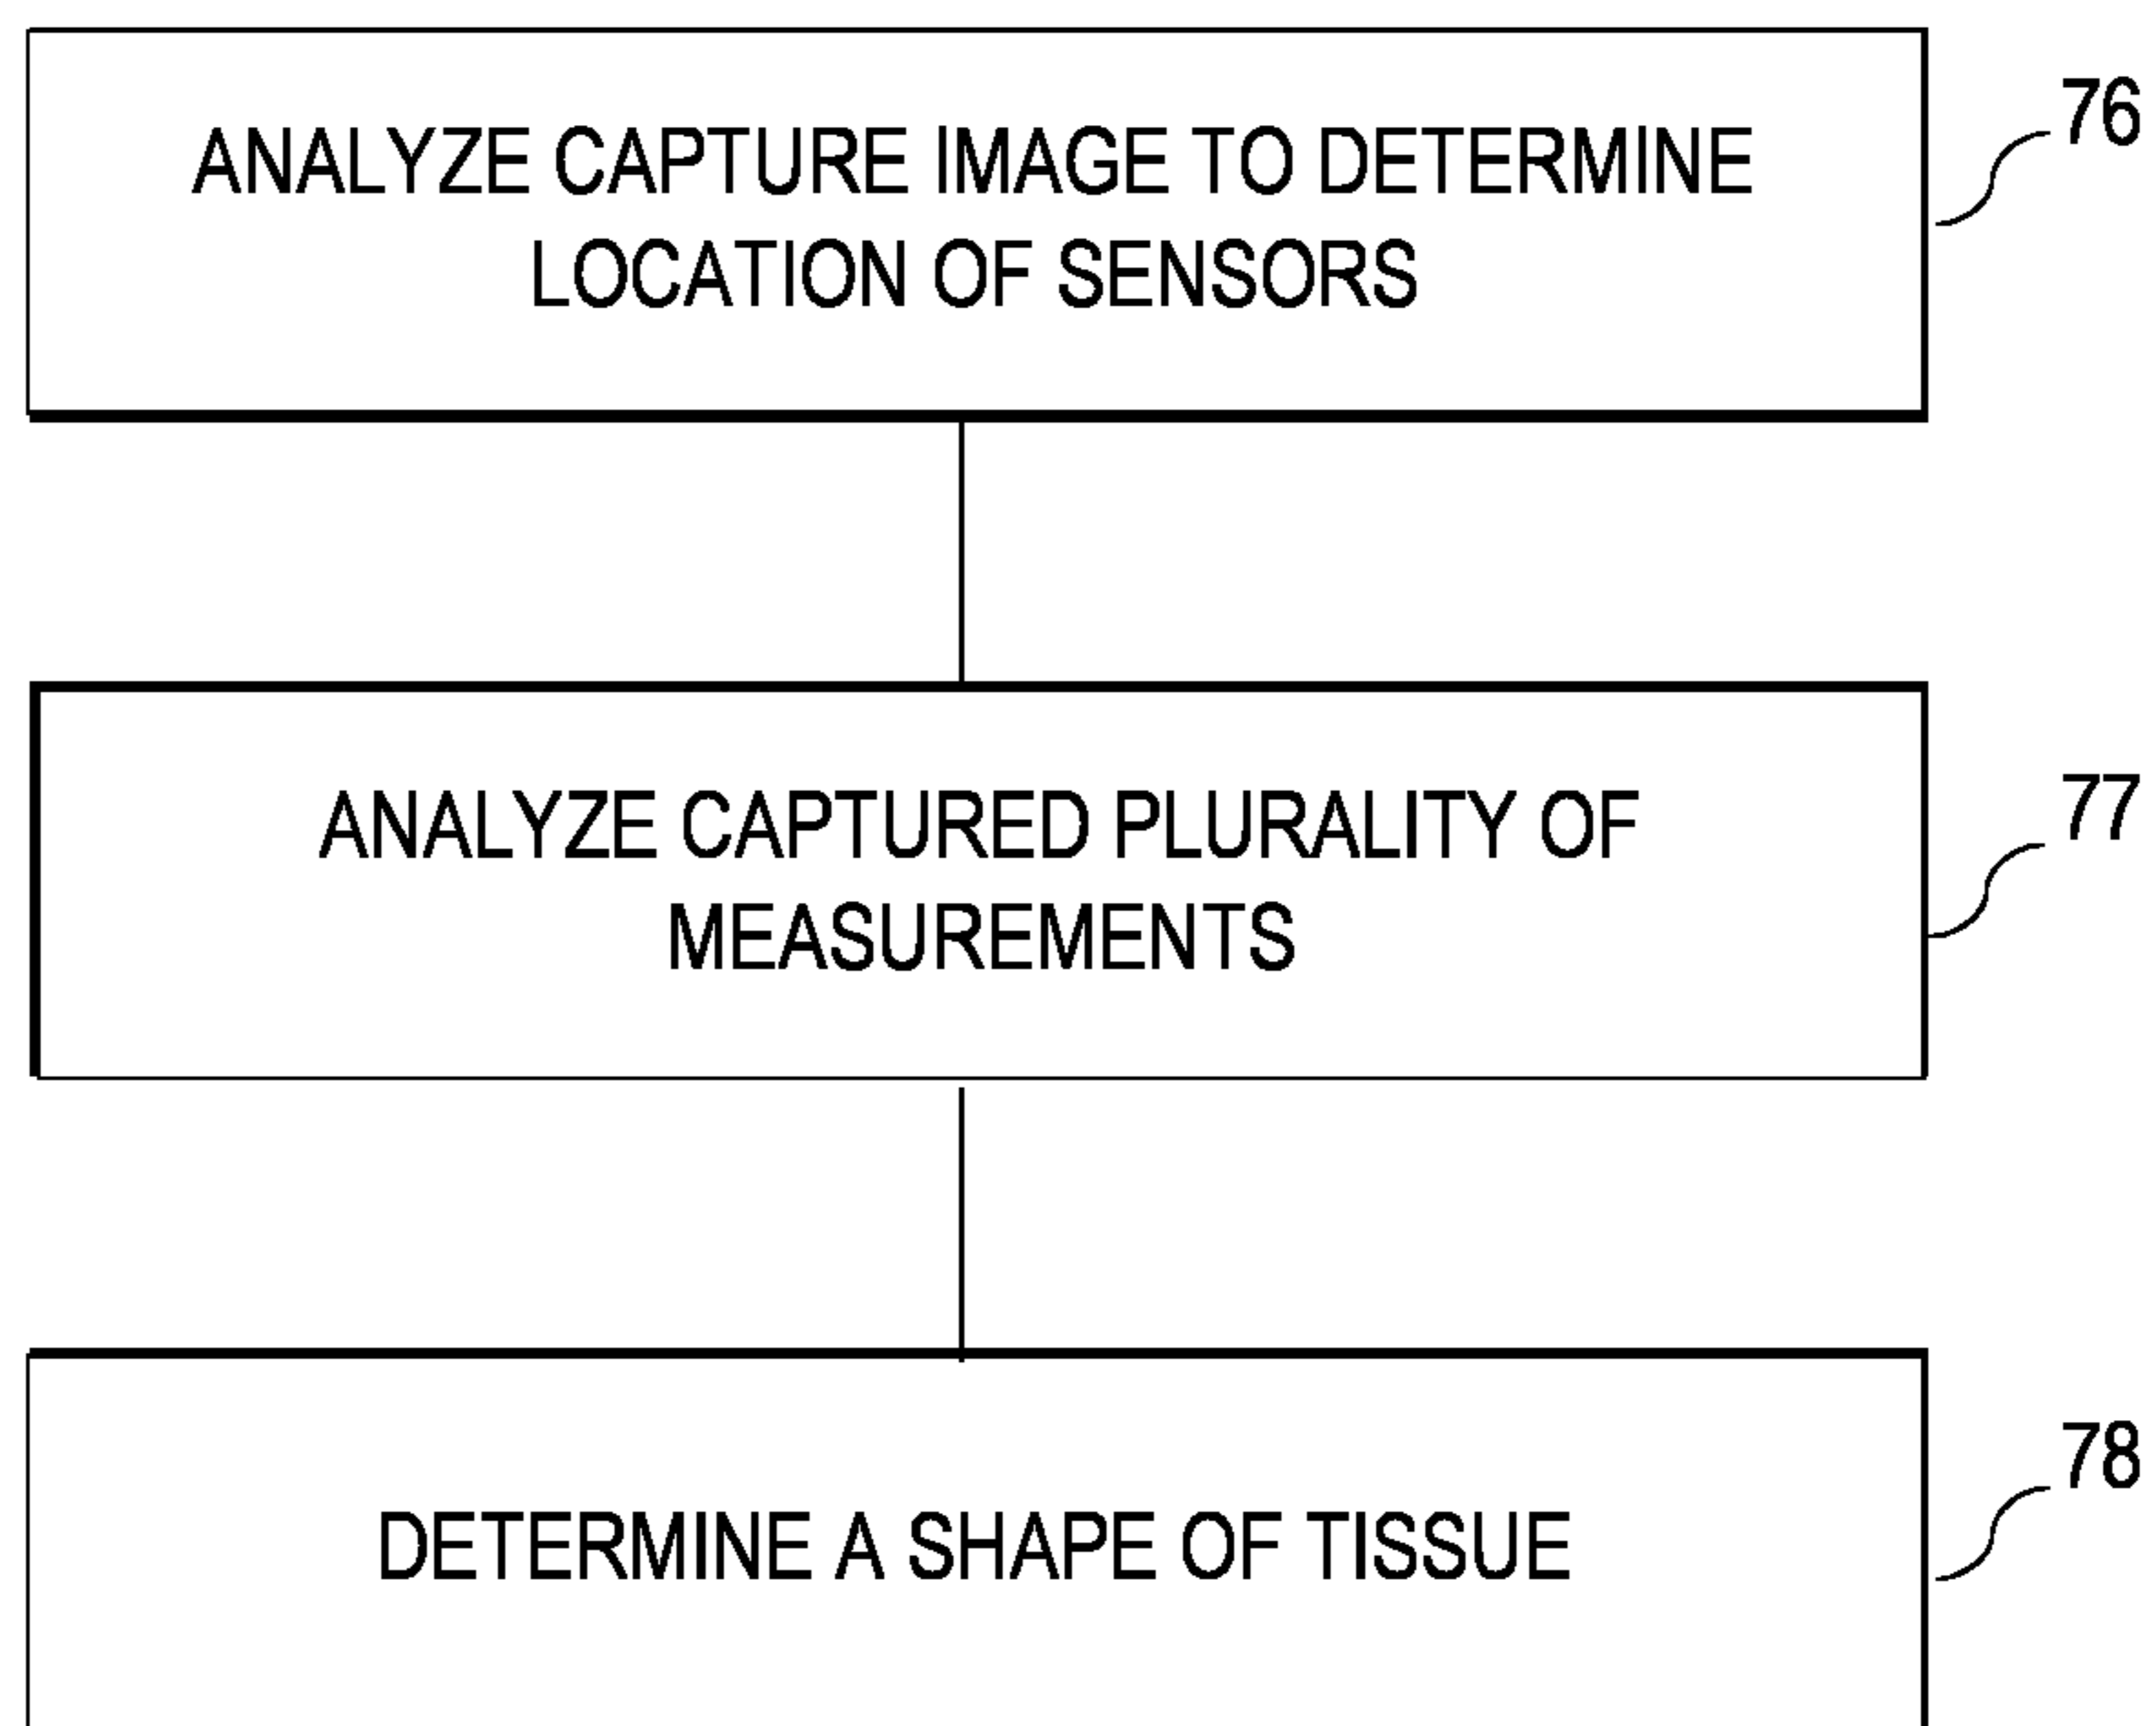 ANALYZE CAPTURE IMAGE TO DETERMINE
LOCATION OF SENSORS
76
ANALYZE CAPTURED PLURALITY OF
MEASUREMENTS
77
DETERMINE A SHAPE OF TISSUE
78